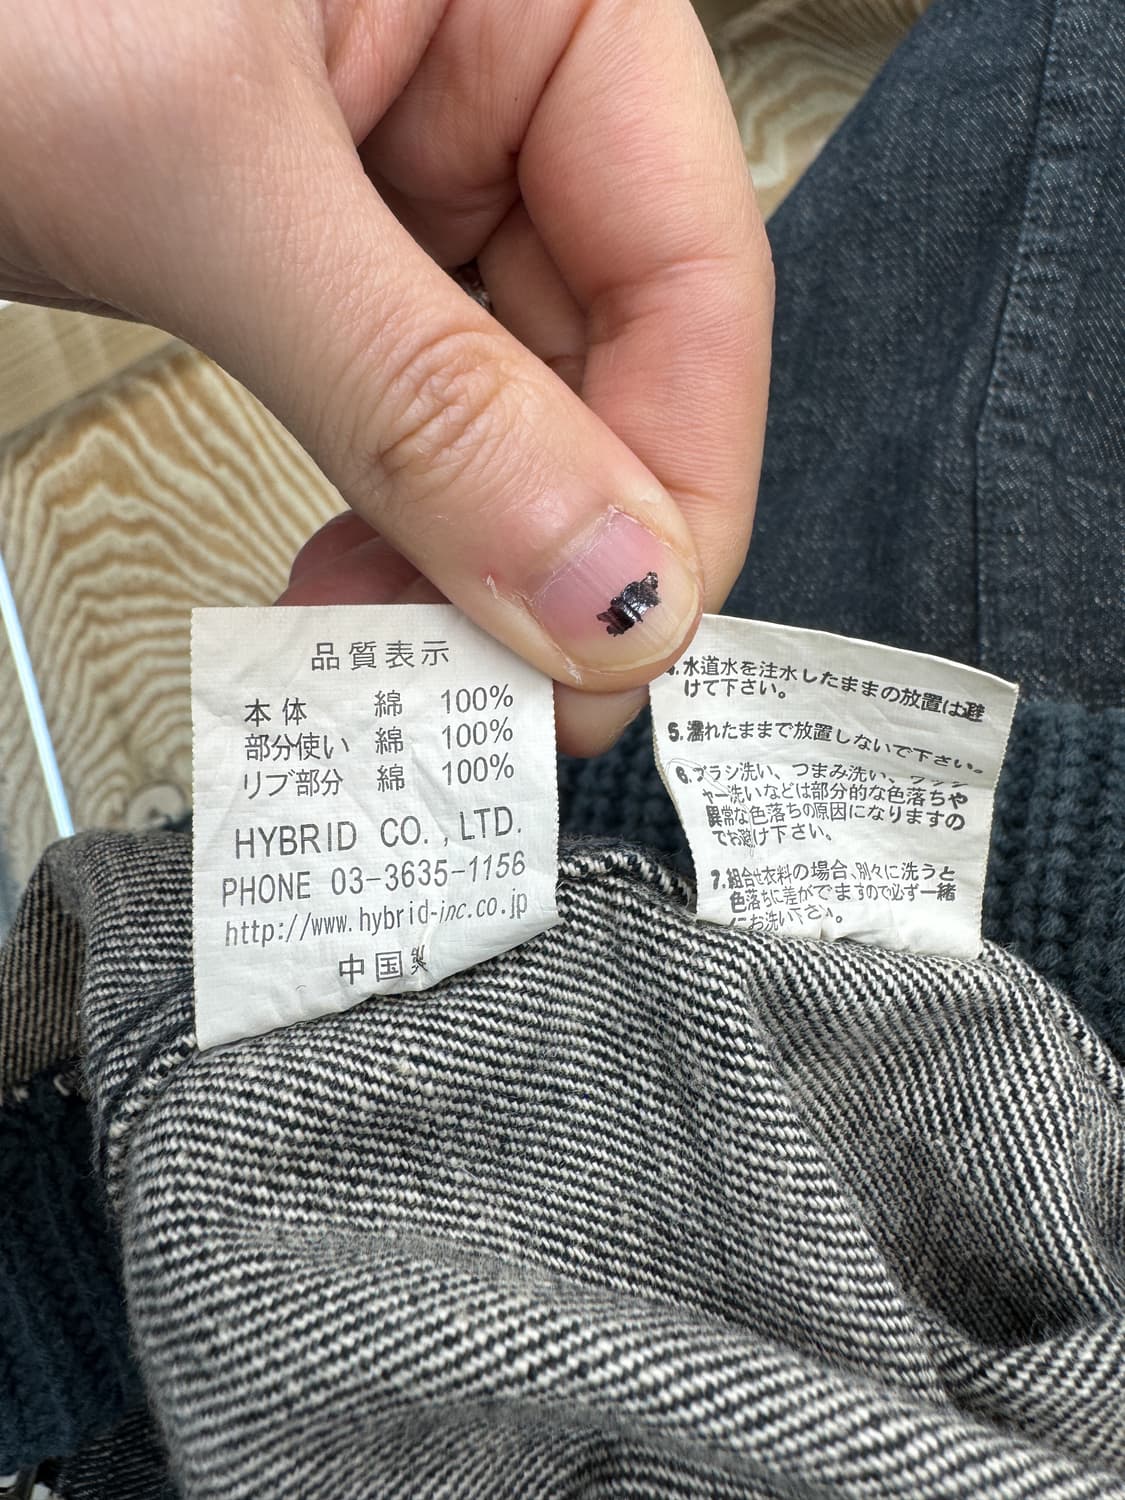 品質表示
本体 綿 100%
部分使い 綿 100%
リブ部分 綿 100%
HYBRID CO.,LTD.
PHONE 03-3635-1156
http://www.hybrid-inc.co.jp
中国製
水道水を注水したままの放置は避
けて下さい。
5.濡れたままで放置しないで下さい。
6.ブラシ洗い、つまみ洗い、
ャー洗いなどは部分的な色落ちや
異常な色落ちの原因になりますの
でお避け下さい。
7.組合せ衣料の場合、別々に洗うと
色落ちに差がでますので必ず一緒
にお洗い下さい。